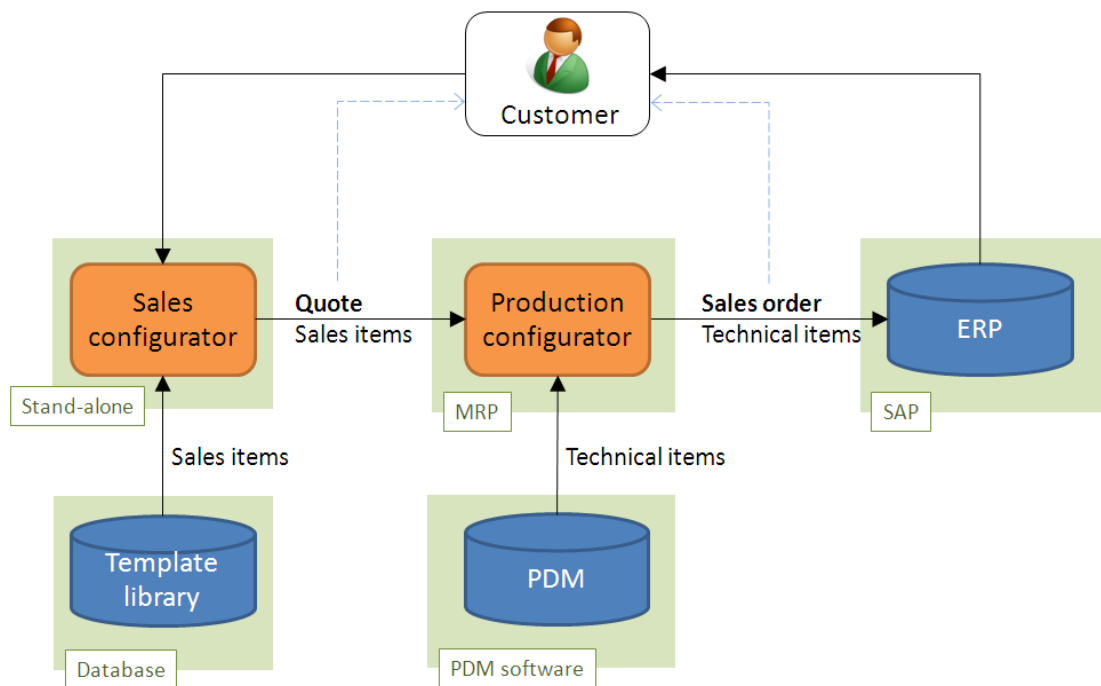 Customer
Sales
configurator
Quote
Sales items
Production
configurator
Sales order
Technical items
ERP
Stand-alone
MRP
SAP
Sales items
Technical items
Template
library
PDM
Database
PDM software